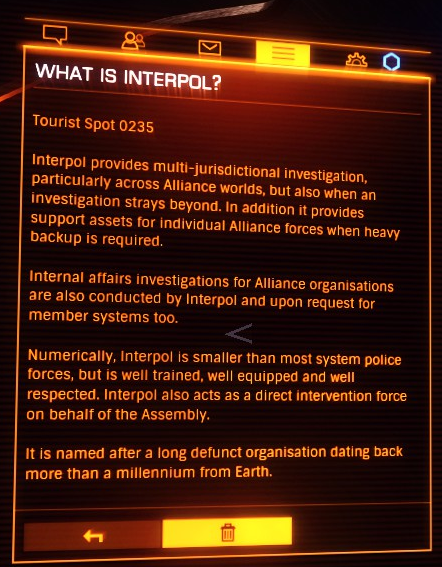 WHAT IS INTERPOL?
Tourist Spot 0235
Interpol provides multi-jurisdictional investigation,
particularly across Alliance worlds, but also when an
investigation strays beyond. In addition it provides
support assets for individual Alliance forces when heavy
backup is required.
Internal affairs investigations for Alliance organisations
are also conducted by Interpol and upon request for
member systems too.
Numerically, Interpol is smaller than most system police
forces, but is well trained, well equipped and well
respected. Interpol also acts as a direct intervention force
on behalf of the Assembly.
It is named after a long defunct organisation dating back
more than a millennium from Earth.